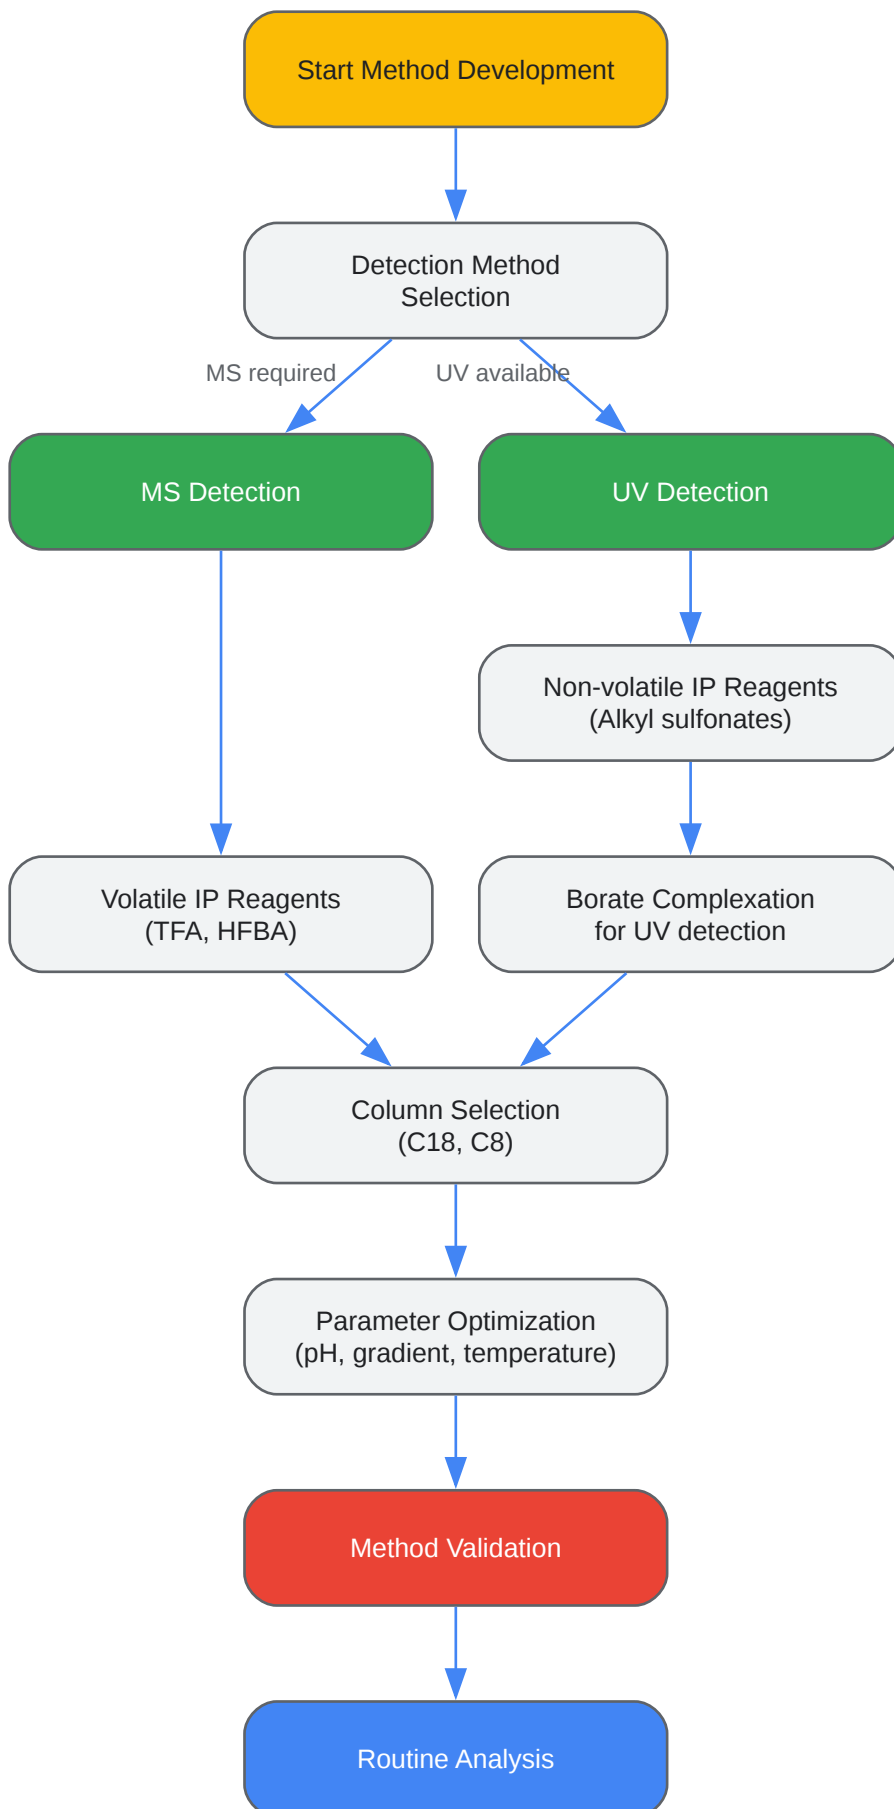 Start Method Development
Detection Method
Selection
MS required
UV available
MS Detection
UV Detection
Non-volatile IP Reagents
(Alkyl sulfonates)
Volatile IP Reagents
(TFA, HFBA)
Borate Complexation
for UV detection
Column Selection
(C18, C8)
Parameter Optimization
(pH, gradient, temperature)
Method Validation
Routine Analysis